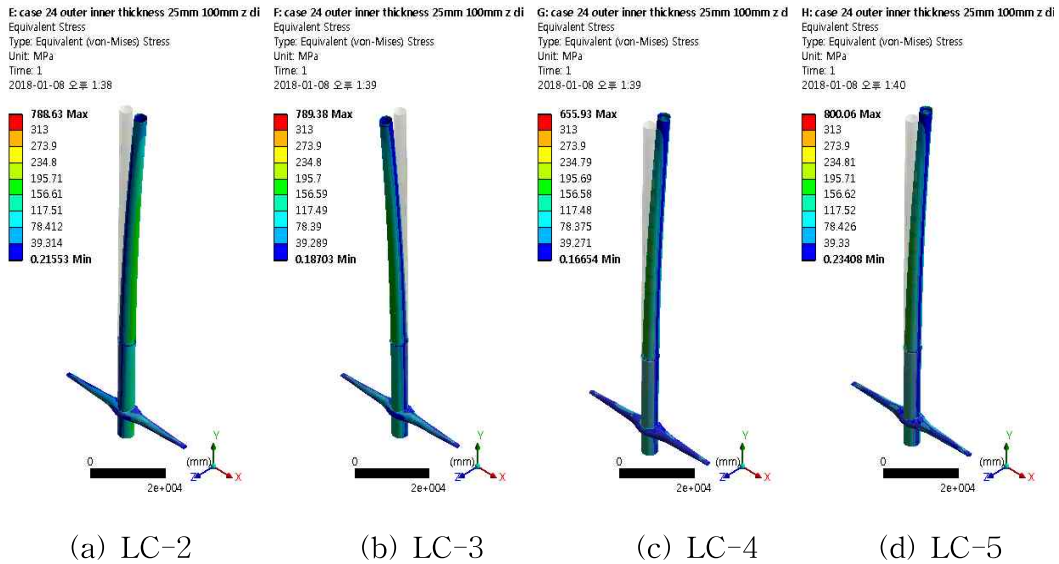 E: case 24 outer inner thickness 25mm 100mm z di
Equivalent Stress
Type: Equivalent (von-Mises) Stress
Unit: MPa
Time: 1
2018-01-08 오후 1:38
788.63 Max
313
273.9
234.8
195.71
156.61
117.51
78.412
39.314
0.21553 Min
0
(mm)
2e+004
Y
Z
X
(a) LC-2
F: case 24 outer inner thickness 25mm 100mm z di
Equivalent Stress
Type: Equivalent (von-Mises) Stress
Unit: MPa
Time: 1
2018-01-08 오후 1:39
789.38 Max
313
273.9
234.8
195.7
156.59
117.49
78.39
39.289
0.18703 Min
0
(mm)
2e+004
Y
Z
X
(b) LC-3
G: case 24 outer inner thickness 25mm 100mm z di
Equivalent Stress
Type: Equivalent (von-Mises) Stress
Unit: MPa
Time: 1
2018-01-08 오후 1:39
655.93 Max
313
273.9
234.79
195.69
156.58
117.48
78.375
39.271
0.16654 Min
0
(mm)
2e+004
Y
Z
X
(c) LC-4
H: case 24 outer inner thickness 25mm 100mm z di
Equivalent Stress
Type: Equivalent (von-Mises) Stress
Unit: MPa
Time: 1
2018-01-08 오후 1:40
800.06 Max
313
273.9
234.81
195.71
156.62
117.52
78.426
39.33
0.23408 Min
0
(mm)
2e+004
Y
Z
X
(d) LC-5